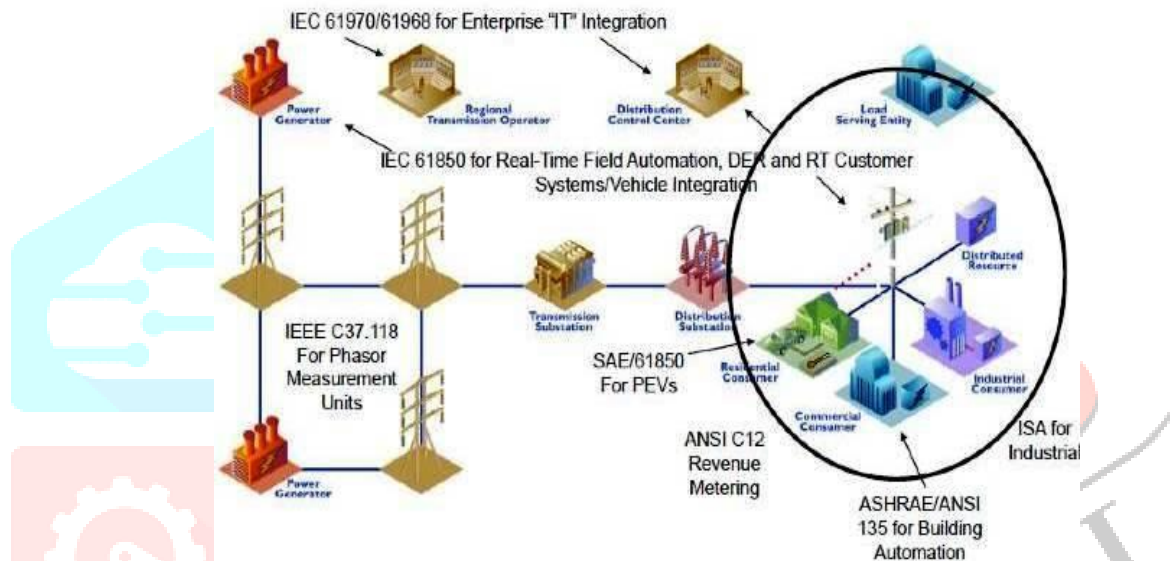 IEC 61970/61968 for Enterprise “IT” Integration
Power
Generator
Regional
Transmission Operator
Distribution
Control Center
Load
Serving Entity
IEC 61850 for Real-Time Field Automation, DER and RT Customer
Systems/Vehicle Integration
Distributed
Resource
Transmission
Substation
Distribution
Substation
IEEE C37.118
For Phasor
Measurement
Units
SAE/61850
For PEVs
Residential
Consumer
Industrial
Consumer
Commercial
Consumer
ANSI C12
Revenue
Metering
ISA for
Industrial
Power
Generator
ASHRAE/ANSI
135 for Building
Automation